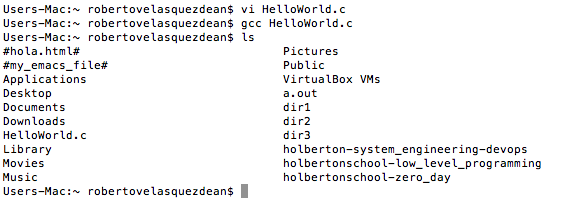 Users-Mac:~ robertovelasquezdean$ vi HelloWorld.c
Users-Mac:~ robertovelasquezdean$ gcc HelloWorld.c
Users-Mac:~ robertovelasquezdean$ ls
#hola.html# Pictures
#my_emacs_file# Public
Applications VirtualBox VMs
Desktop a.out
Documents dir1
Downloads dir2
HelloWorld.c dir3
Library holberton-system_engineering-devops
Movies holbertonschool-low_level_programming
Music holbertonschool-zero_day
Users-Mac:~ robertovelasquezdean$